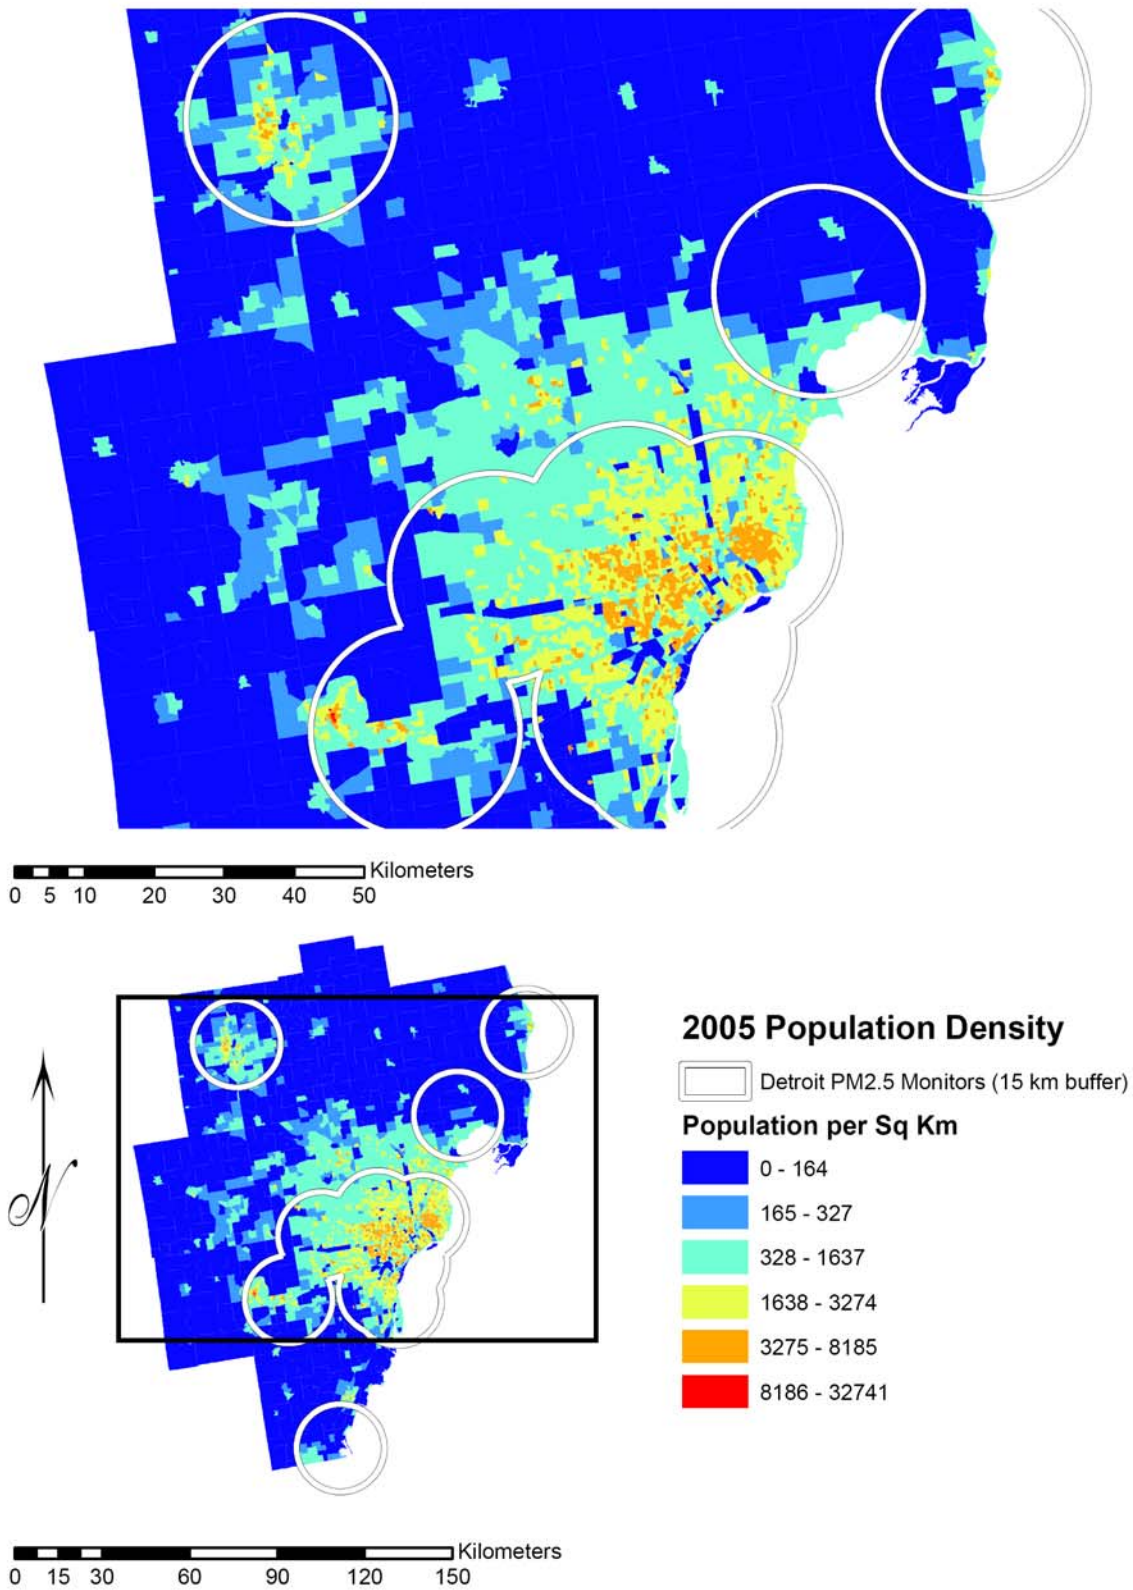 Kilometers
0 5 10 20 30 40 50
2005 Population Density
Detroit PM2.5 Monitors (15 km buffer)
Population per Sq Km
0 - 164
165 - 327
328 - 1637
1638 - 3274
3275 - 8185
8186 - 32741
N
Kilometers
0 15 30 60 90 120 150